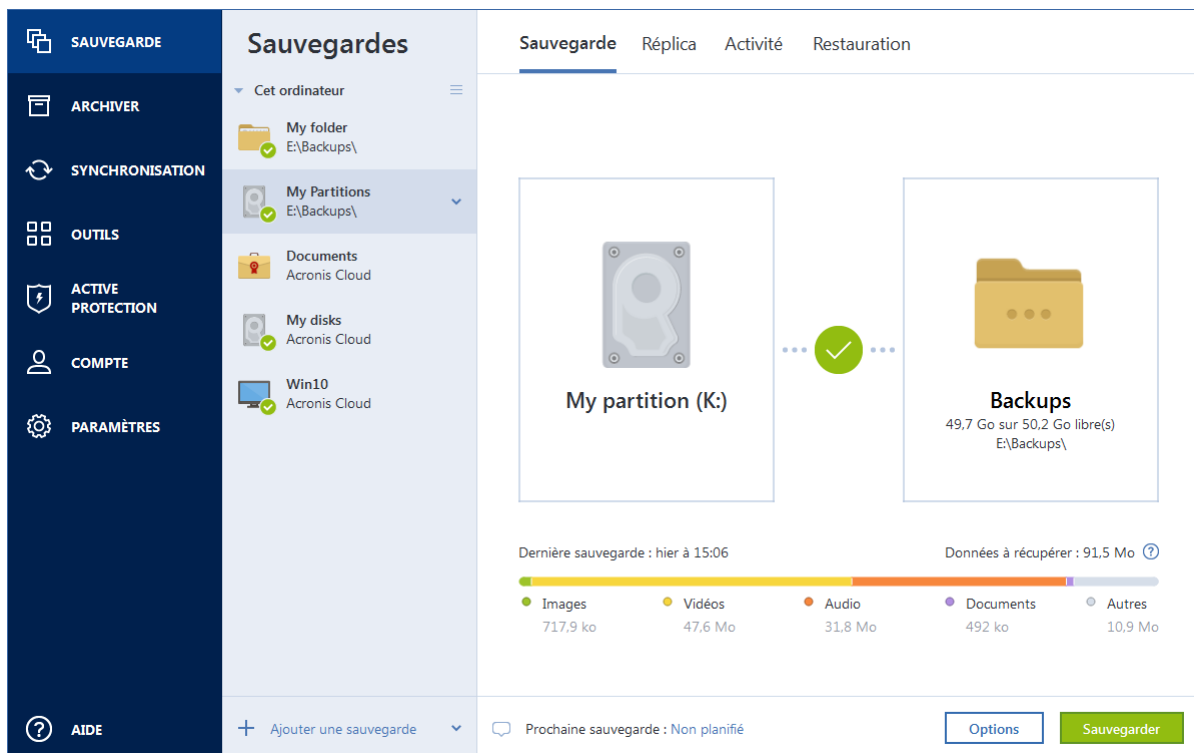 SAUVEGARDE
ARCHIVER
SYNCHRONISATION
OUTILS
ACTIVE
PROTECTION
COMPTE
PARAMÈTRES
AIDE
Sauvegardes
Cet ordinateur
My folder
E:\Backups\
My Partitions
E:\Backups\
Documents
Acronis Cloud
My disks
Acronis Cloud
Win10
Acronis Cloud
Ajouter une sauvegarde
Sauvegarde Réplica Activité Restauration
My partition (K:)
Backups
49,7 Go sur 50,2 Go libre(s)
E:\Backups\
Dernière sauvegarde : hier à 15:06
Données à récupérer : 91,5 Mo ?
Images Vidéos Audio Documents Autres
717,9 ko 47,6 Mo 31,8 Mo 492 ko 10,9 Mo
Prochaine sauvegarde : Non planifié
Options
Sauvegarder